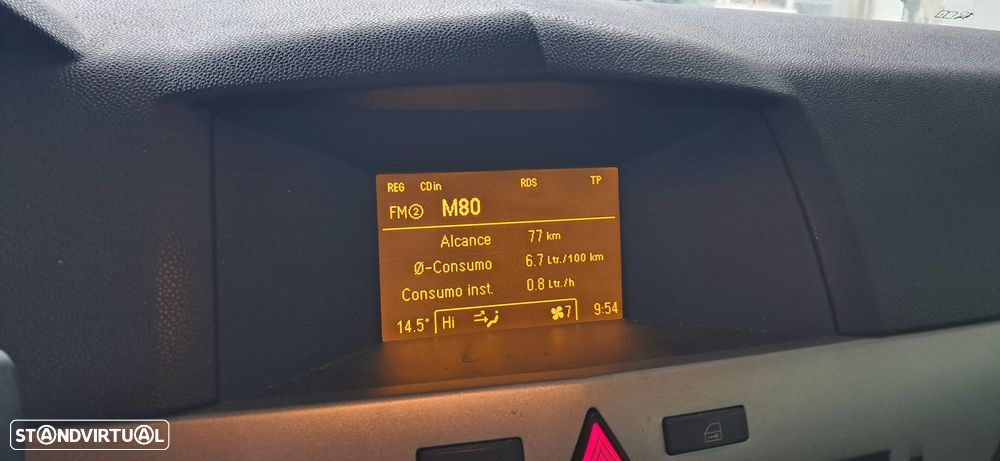 REG CDin RDS TP
FM② M80
Alcance 77 km
Ø-Consumo 6.7 Ltr./100 km
Consumo inst. 0.8 Ltr./h
14.5° Hi 7 9:54
STANDVIRTUAL